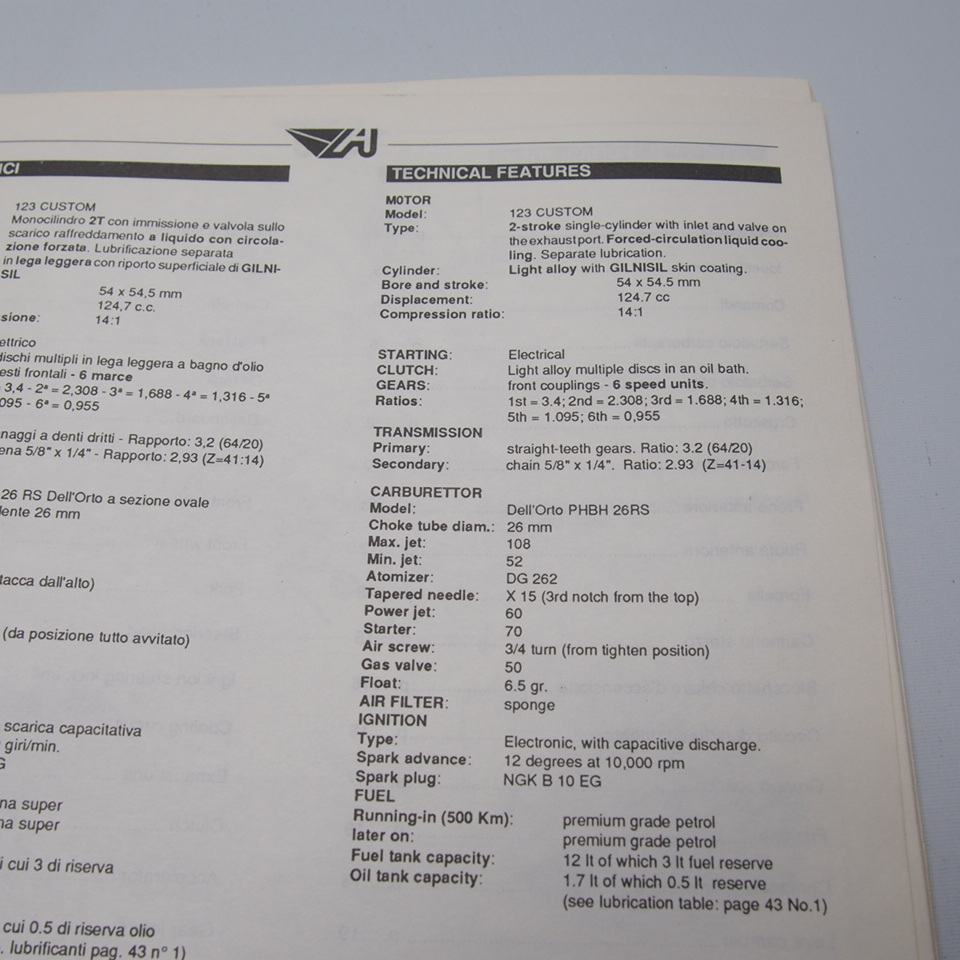 ICI
123 CUSTOM
Monocilindro 2T con immissione e valvola sullo
scarico raffreddamento a liquido con circola-
zione forzata. Lubrificazione separata
in lega leggera con riporto superficiale di GILNI-
SIL
54 x 54,5 mm
124,7 c.c.
sione: 14:1
ettrico
dischi multipli in lega leggera a bagno d'olio
esti frontali - 6 marce
3,4 - 2ª = 2,308 - 3ª = 1,688 - 4ª = 1,316 - 5ª
095 - 6ª = 0,955
naggi a denti dritti - Rapporto: 3,2 (64/20)
ena 5/8" x 1/4" - Rapporto: 2,93 (Z=41:14)
26 RS Dell'Orto a sezione ovale
lente 26 mm
tacca dall'alto)
(da posizione tutto avvitato)
scarica capacitativa
giri/min.
G
na super
na super
i cui 3 di riserva
cui 0.5 di riserva olio
. lubrificanti pag. 43 n° 1)
TECHNICAL FEATURES
M0TOR
Model: 123 CUSTOM
Type: 2-stroke single-cylinder with inlet and valve on
the exhaust port. Forced-circulation liquid coo-
ling. Separate lubrication.
Cylinder: Light alloy with GILNISIL skin coating.
Bore and stroke: 54 x 54.5 mm
Displacement: 124.7 cc
Compression ratio: 14:1
STARTING: Electrical
CLUTCH: Light alloy multiple discs in an oil bath.
GEARS: front couplings - 6 speed units.
Ratios: 1st = 3.4; 2nd = 2.308; 3rd = 1.688; 4th = 1.316;
5th = 1.095; 6th = 0,955
TRANSMISSION
Primary: straight-teeth gears. Ratio: 3.2 (64/20)
Secondary: chain 5/8" x 1/4". Ratio: 2.93 (Z=41-14)
CARBURETTOR
Model: Dell'Orto PHBH 26RS
Choke tube diam.: 26 mm
Max. jet: 108
Min. jet: 52
Atomizer: DG 262
Tapered needle: X 15 (3rd notch from the top)
Power jet: 60
Starter: 70
Air screw: 3/4 turn (from tighten position)
Gas valve: 50
Float: 6.5 gr.
AIR FILTER: sponge
IGNITION
Type: Electronic, with capacitive discharge.
Spark advance: 12 degrees at 10,000 rpm
Spark plug: NGK B 10 EG
FUEL
Running-in (500 Km): premium grade petrol
later on: premium grade petrol
Fuel tank capacity: 12 lt of which 3 lt fuel reserve
Oil tank capacity: 1.7 lt of which 0.5 lt reserve
(see lubrication table: page 43 No.1)